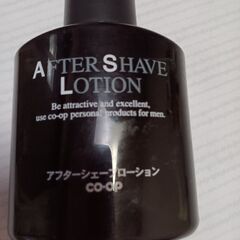 AFTER SHAVE
LOTION
Be attractive and excellent,
use co-op personal products for men.
アフターシェーブローション
CO·OP